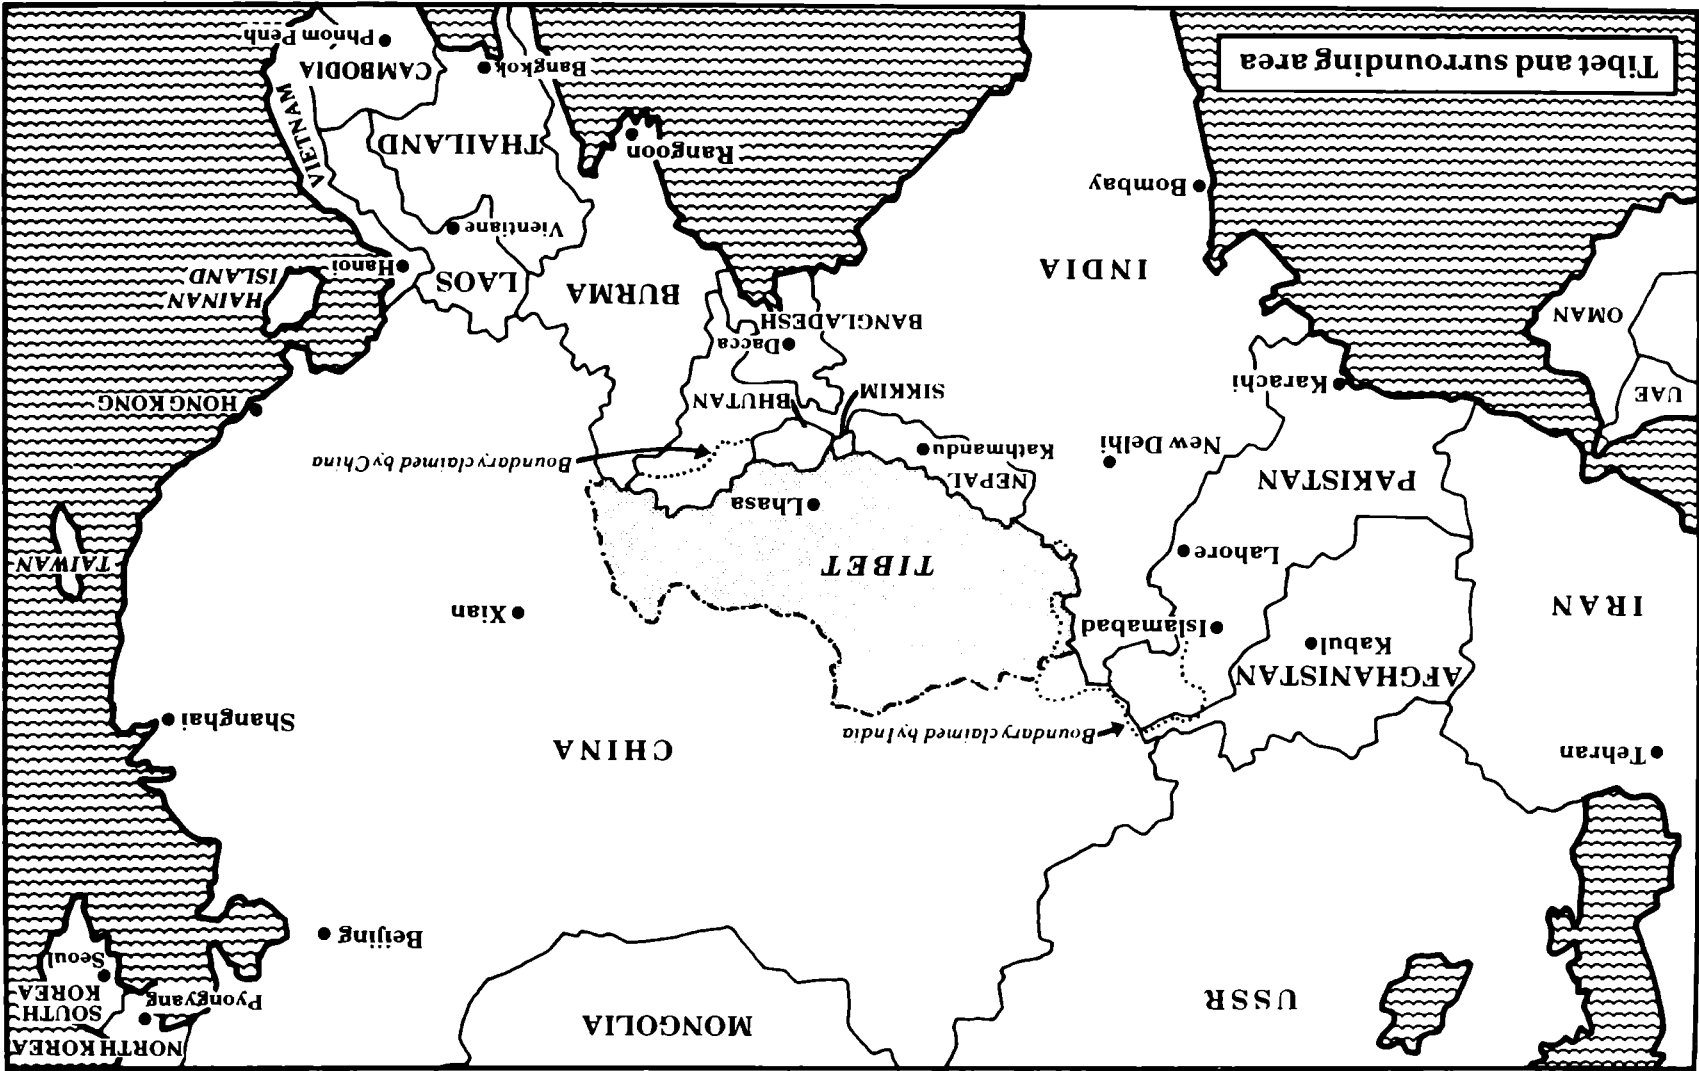 NORTH KOREA
Pyongyang
SOUTH
KOREA
Seoul
MONGOLIA
USSR
Beijing
Tehran
CHINA
Shanghai
Boundary claimed by India
AFGHANISTAN
Kabul
IRAN
Islamabad
Xian
TIBET
TAIWAN
Lahore
Lhasa
PAKISTAN
NEPAL
Kathmandu
New Delhi
Boundary claimed by China
HONG KONG
BHUTAN
SIKKIM
Karachi
UAE
Dacca
BANGLADESH
OMAN
HAINAN
ISLAND
BURMA
LAOS
Hanoi
INDIA
Vientiane
Bombay
VIETNAM
THAILAND
Rangoon
CAMBODIA
Bangkok
Phnom Penh
Tibet and surrounding area